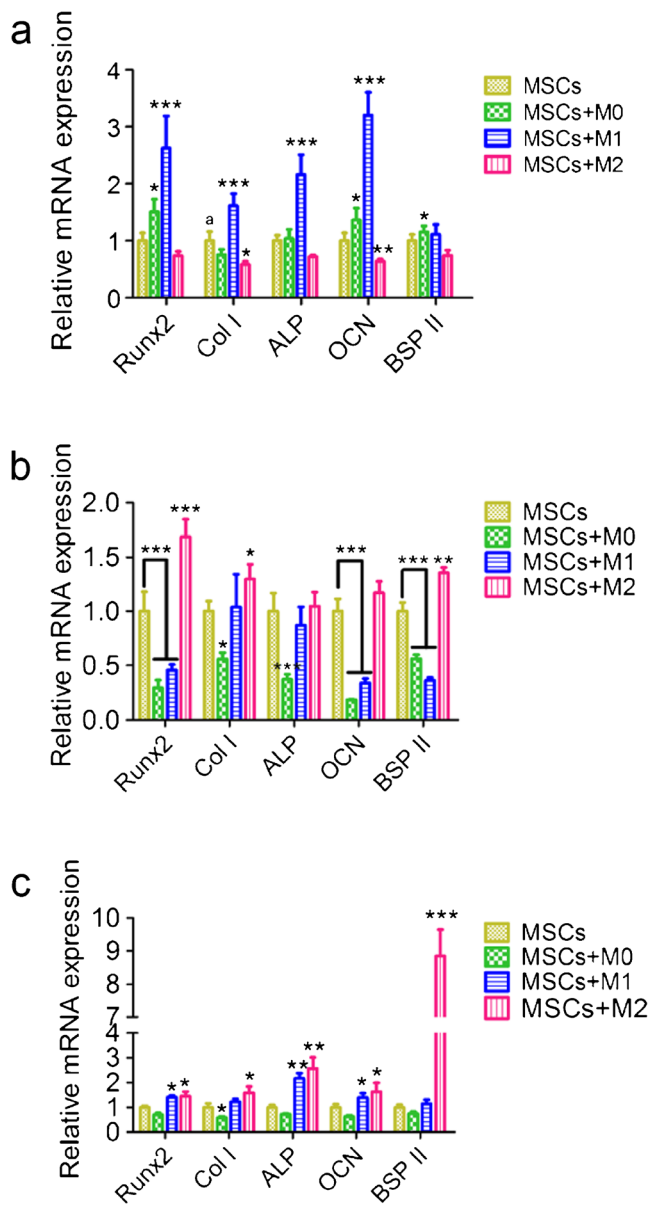 a
Relative mRNA expression
4
3
2
1
0
***
*
***
a
*
***
***
*
**
*
Runx2
Col I
ALP
OCN
BSP II
MSCs
MSCs+M0
MSCs+M1
MSCs+M2
b
Relative mRNA expression
2.0
1.5
1.0
0.5
0.0
***
***
*
*
***
***
*** **
Runx2
Col I
ALP
OCN
BSP II
MSCs
MSCs+M0
MSCs+M1
MSCs+M2
c
Relative mRNA expression
10
9
8
7
4
3
2
1
0
* *
*
*
**
**
* *
***
Runx2
Col I
ALP
OCN
BSP II
MSCs
MSCs+M0
MSCs+M1
MSCs+M2